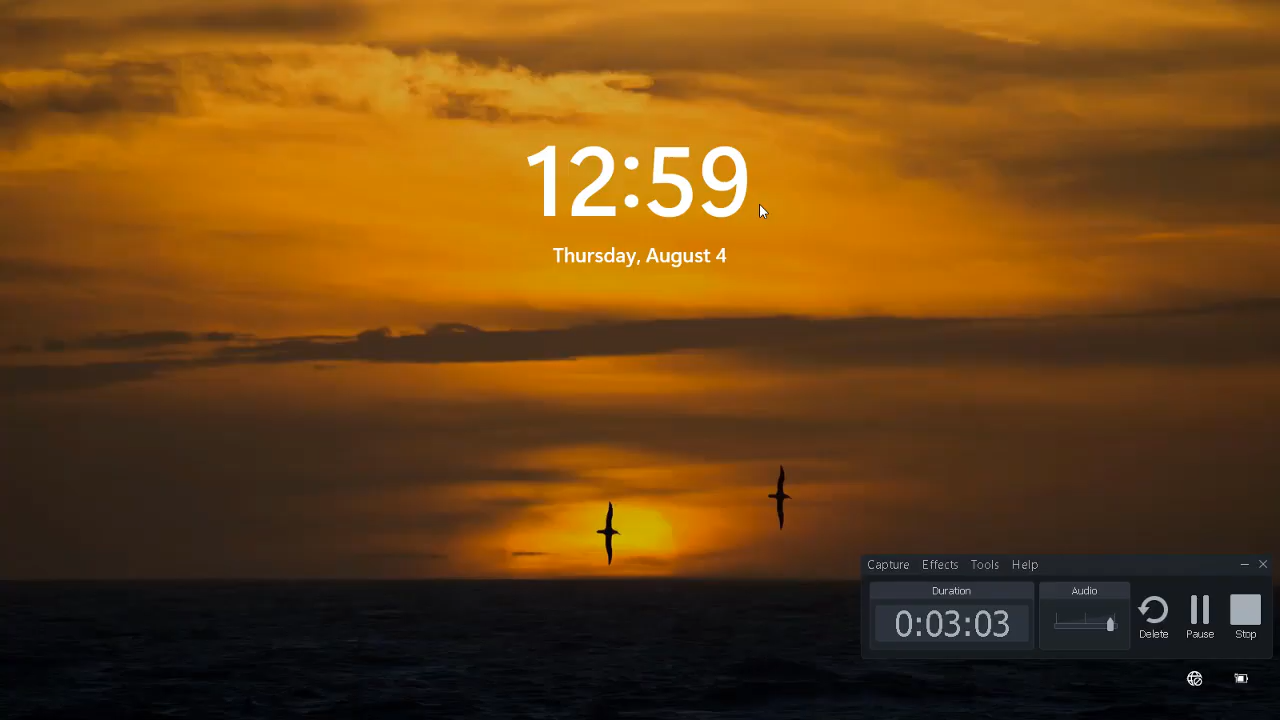 12:59
Thursday, August 4
Capture Effects Tools Help
Duration Audio
0:03:03
Delete Pause Stop